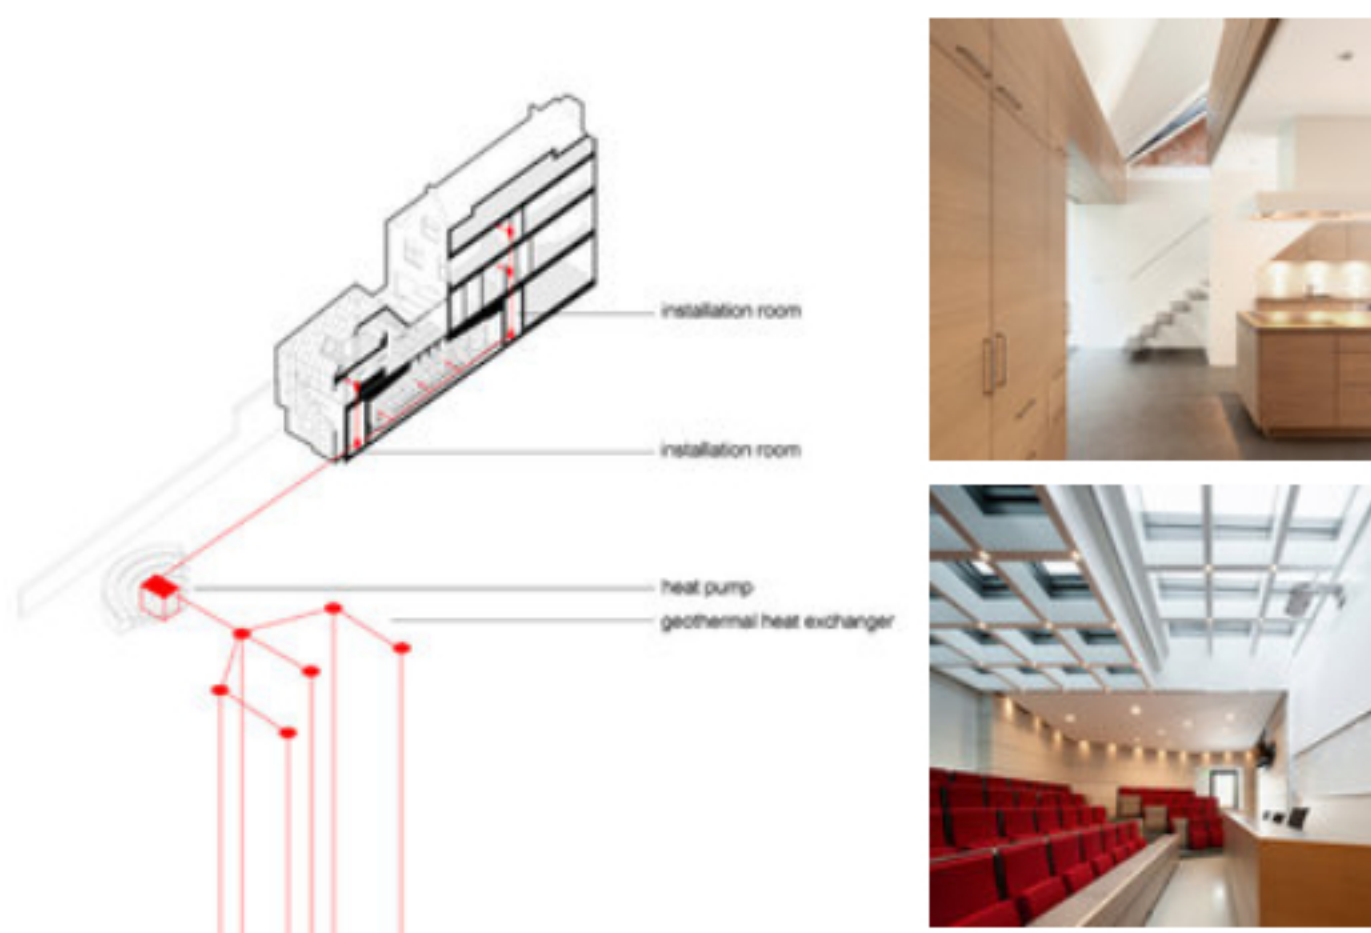 installation room
installation room
heat pump
geothermal heat exchanger